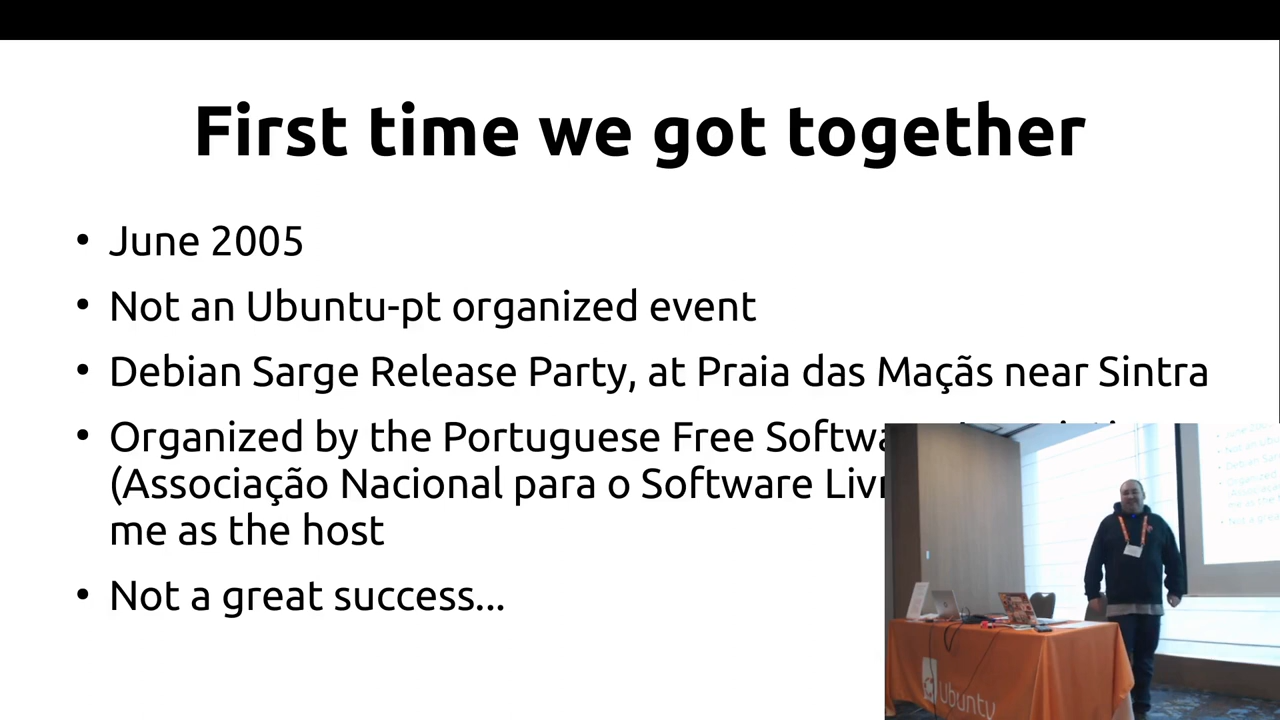 First time we got together
• June 2005
• Not an Ubuntu-pt organized event
• Debian Sarge Release Party, at Praia das Maçãs near Sintra
• Organized by the Portuguese Free
(Associação Nacional para o Software
me as the host
• Not a great success...
Ubuntu